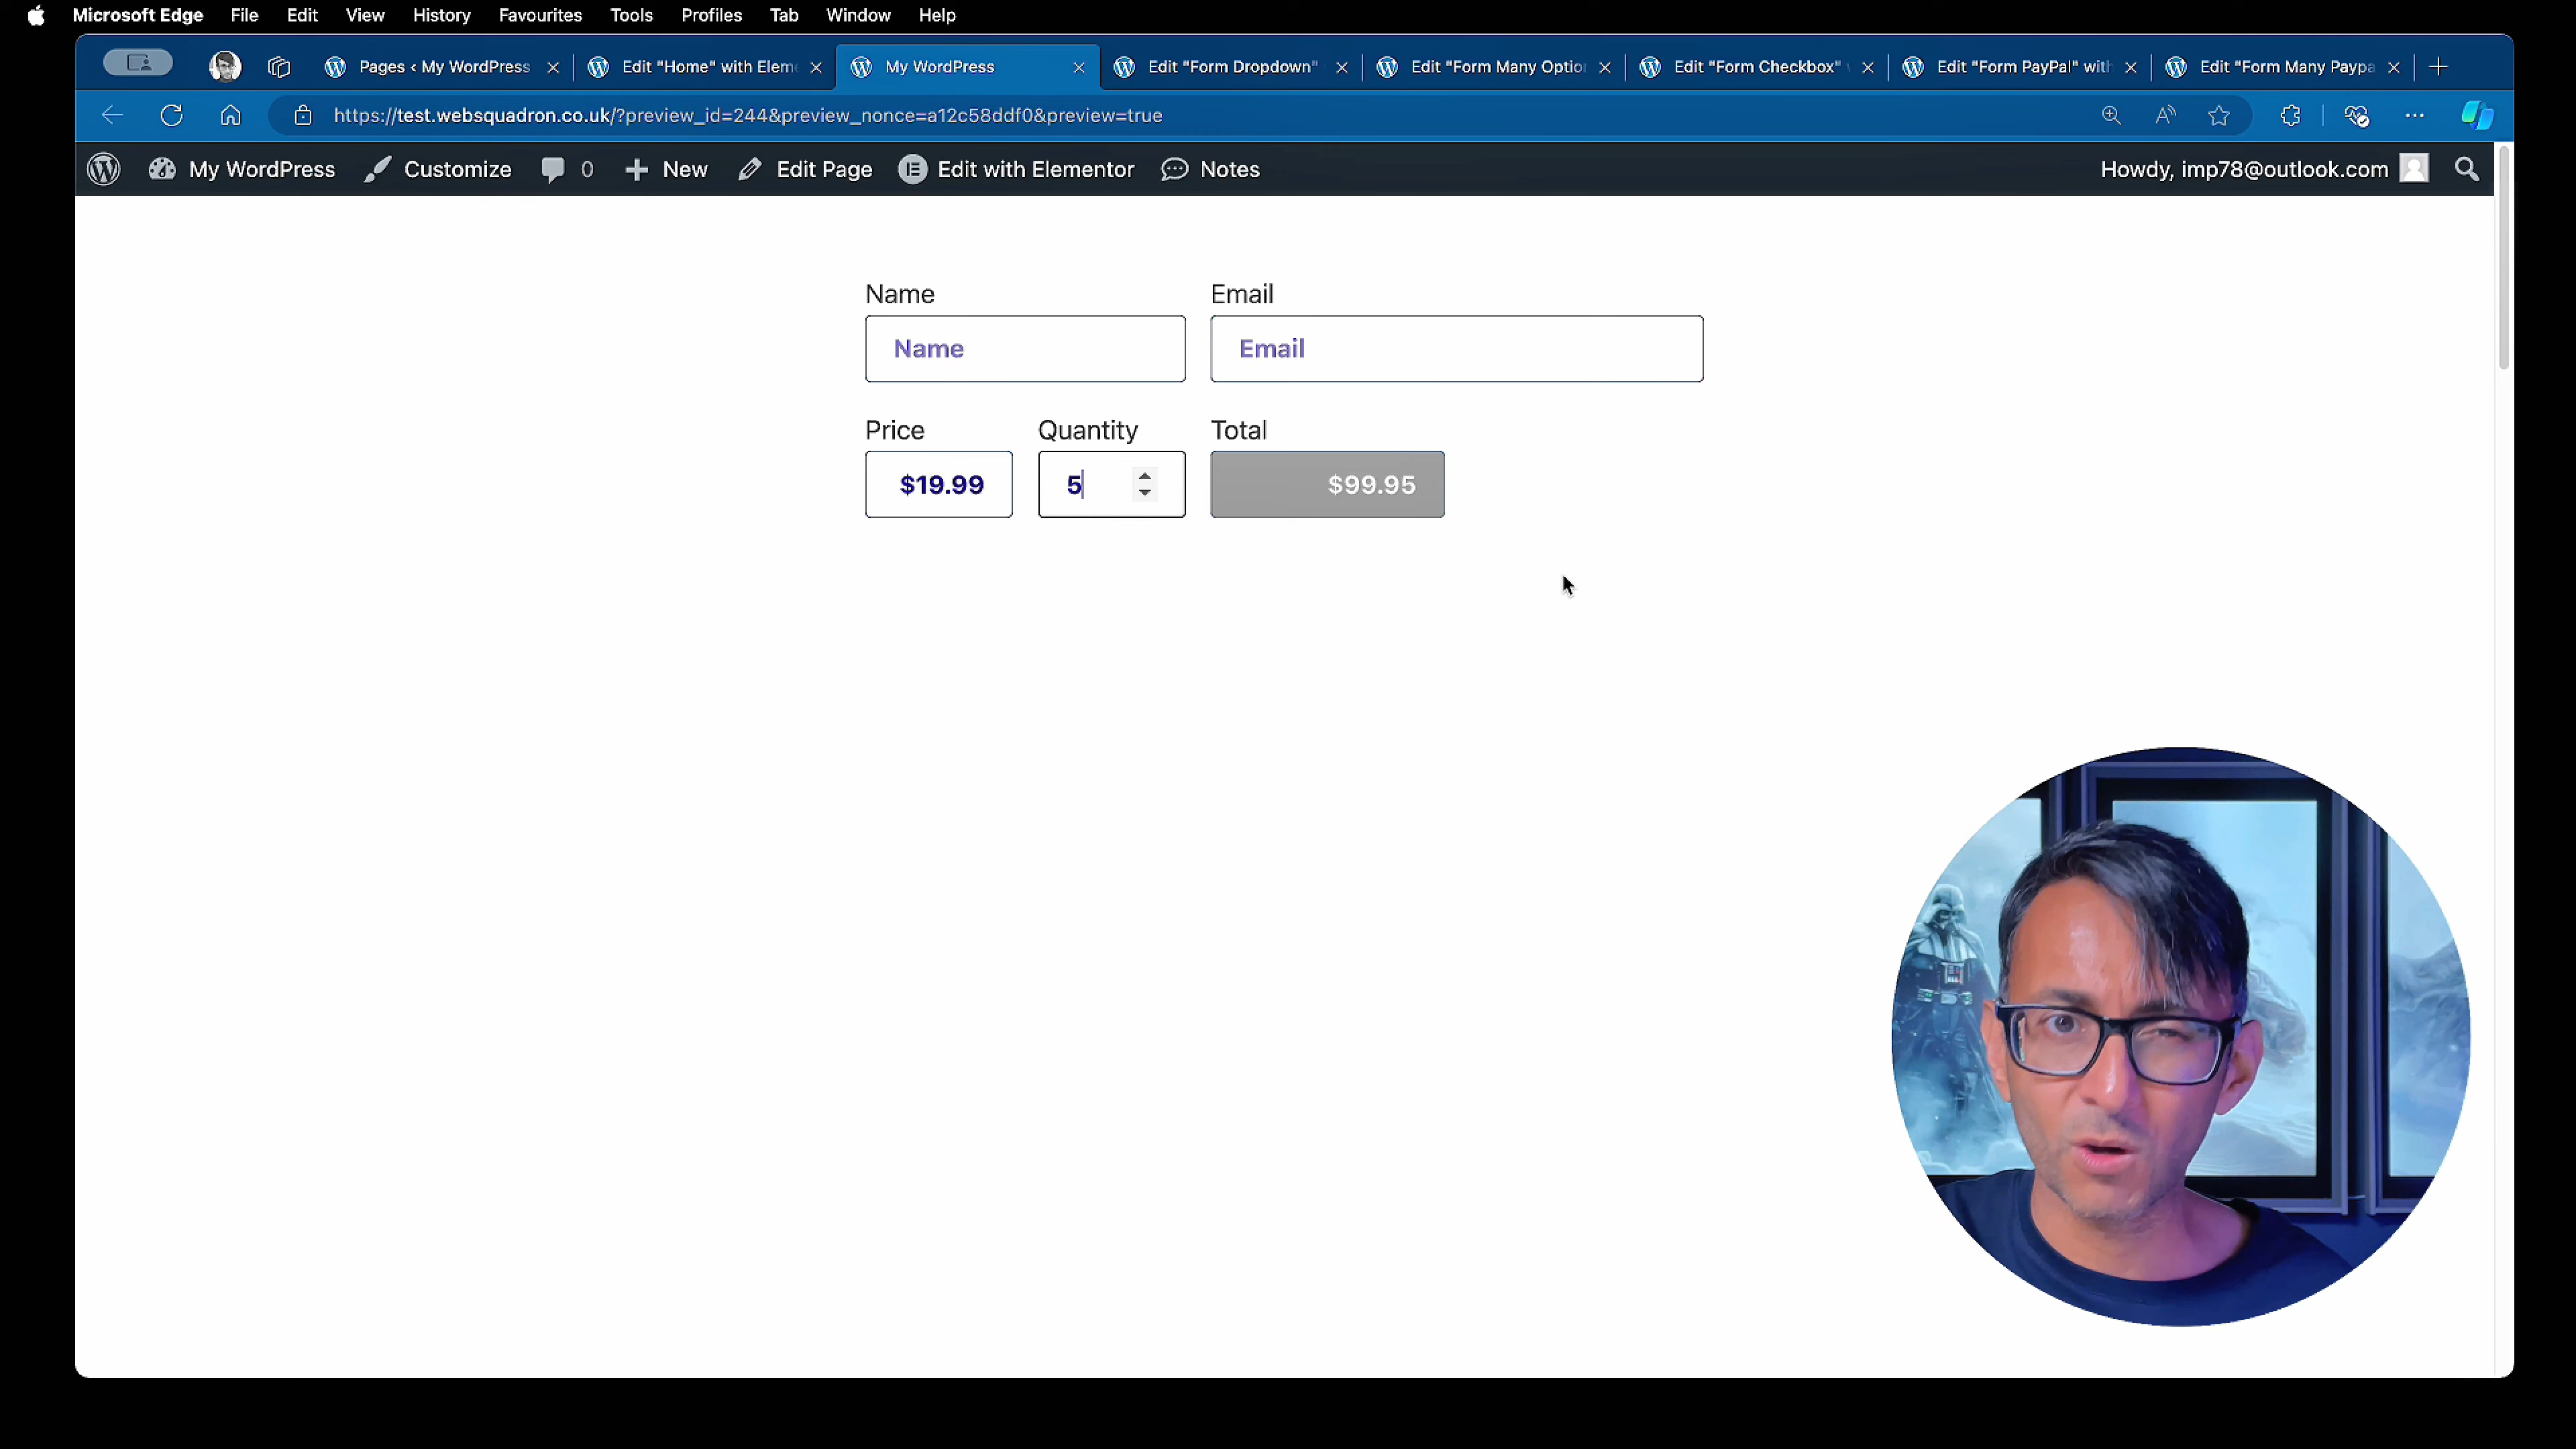 Microsoft Edge File Edit View History Favourites Tools Profiles Tab Window Help
Pages < My WordPress Edit "Home" with Eleme My WordPress Edit "Form Dropdown" Edit "Form Many Optio Edit "Form Checkbox" Edit "Form PayPal" with Edit "Form Many Paypa
https://test.websquadron.co.uk/?preview_id=244&preview_nonce=a12c58ddf0&preview=true
My WordPress Customize 0 New Edit Page Edit with Elementor Notes Howdy, imp78@outlook.com
Name Email
Name Email
Price Quantity Total
$19.99 5 $99.95